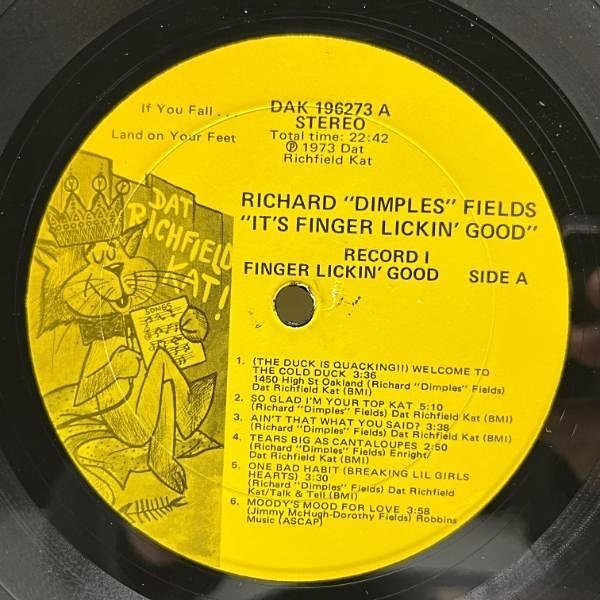 If You Fall . . .
Land on Your Feet
DAK 196273 A
STEREO
Total time: 22:42
Ⓟ 1973 Dat
Richfield Kat
DAT
RICHFIELD
KAT!
SONGS
RICHARD "DIMPLES" FIELDS
"IT'S FINGER LICKIN' GOOD"
RECORD I
FINGER LICKIN' GOOD SIDE A
1. (THE DUCK IS QUACKING!!) WELCOME TO
THE COLD DUCK 3:36
1450 High St Oakland (Richard "Dimples" Fields)
Dat Richfield Kat (BMI)
2. SO GLAD I'M YOUR TOP KAT 5:10
(Richard "Dimples" Fields) Dat Richfield Kat (BMI)
3. AIN'T THAT WHAT YOU SAID? 3:38
(Richard "Dimples" Fields) Dat Richfield Kat (BMI)
4. TEARS BIG AS CANTALOUPES 2:50
(Richard "Dimples" Fields) Enright/
Dat Richfield Kat (BMI)
5. ONE BAD HABIT (BREAKING LIL GIRLS
HEARTS) 3:30
(Richard "Dimples" Fields) Dat Richfield
Kat/Talk & Tell (BMI)
6. MOODY'S MOOD FOR LOVE 3:58
(Jimmy McHugh-Dorothy Fields) Robbins
Music (ASCAP)